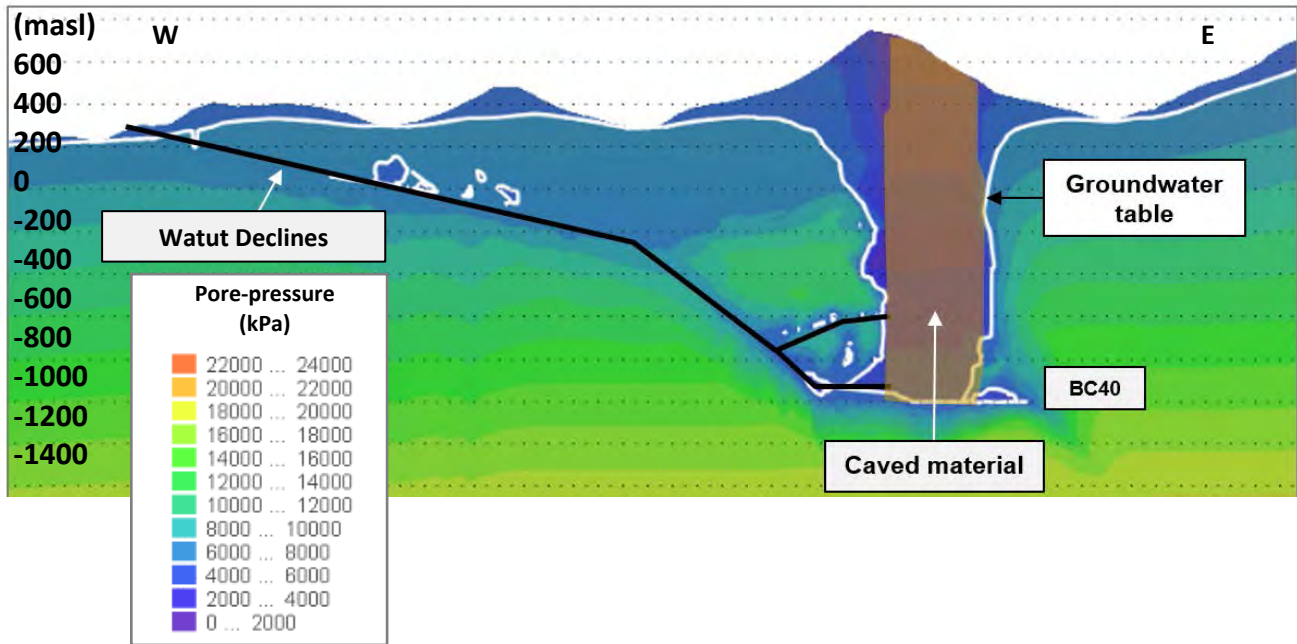 (masl)
W
E
600
400
200
0
-200
-400
-600
-800
-1000
-1200
-1400
Groundwater
table
Watut Declines
BC40
Caved material
Pore-pressure
(kPa)
22000 ... 24000
20000 ... 22000
18000 ... 20000
16000 ... 18000
14000 ... 16000
12000 ... 14000
10000 ... 12000
8000 ... 10000
6000 ... 8000
4000 ... 6000
2000 ... 4000
0 ... 2000